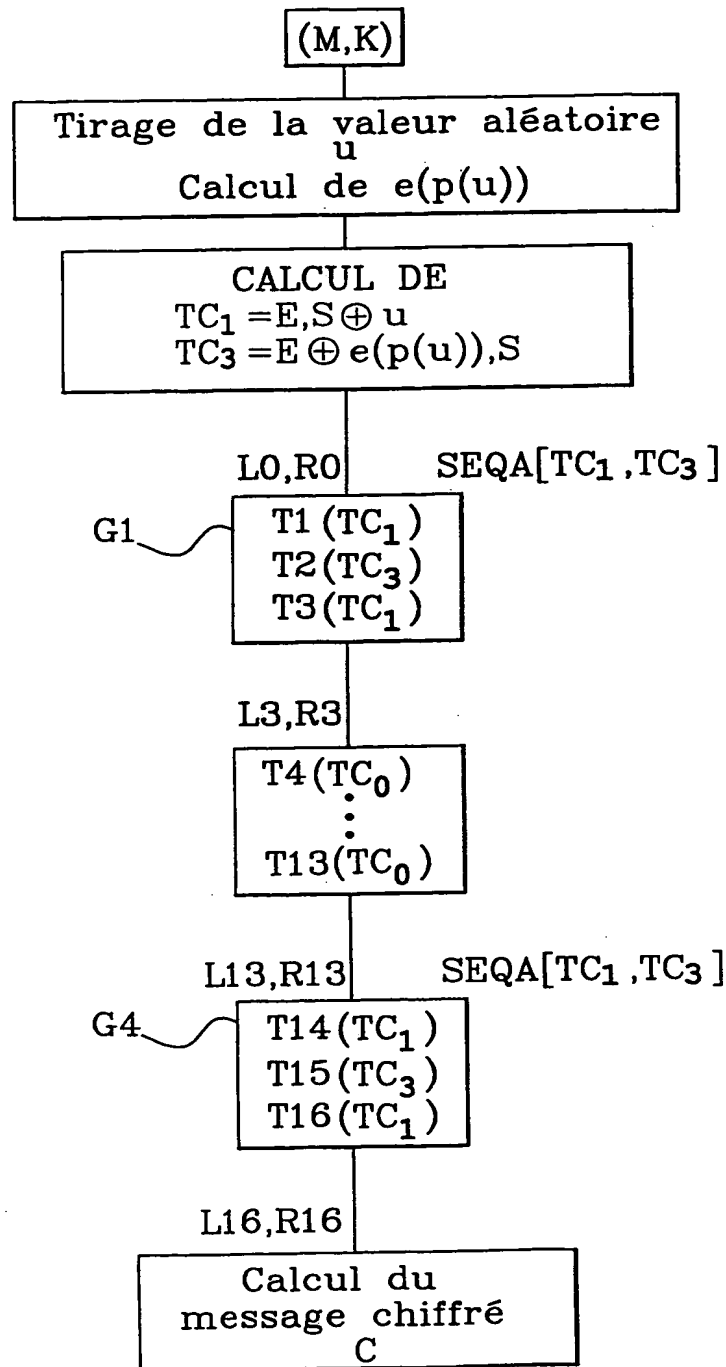 (M,K)
Tirage de la valeur aléatoire
u
Calcul de e(p(u))
CALCUL DE
TC₁ =E,S ⊕ u
TC₃ =E ⊕ e(p(u)),S
L0,R0
SEQA[TC₁ ,TC₃ ]
G1
T1(TC₁)
T2(TC₃)
T3(TC₁)
L3,R3
T4(TC₀)
⋮
T13(TC₀)
L13,R13
SEQA[TC₁ ,TC₃ ]
G4
T14(TC₁)
T15(TC₃)
T16(TC₁)
L16,R16
Calcul du
message chiffré
C